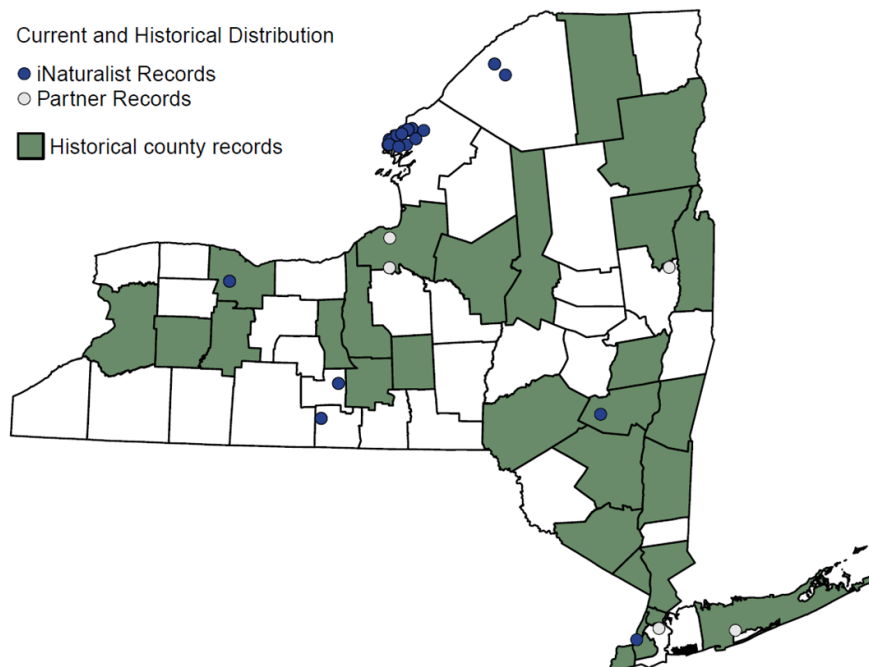 Current and Historical Distribution
iNaturalist Records
Partner Records
Historical county records